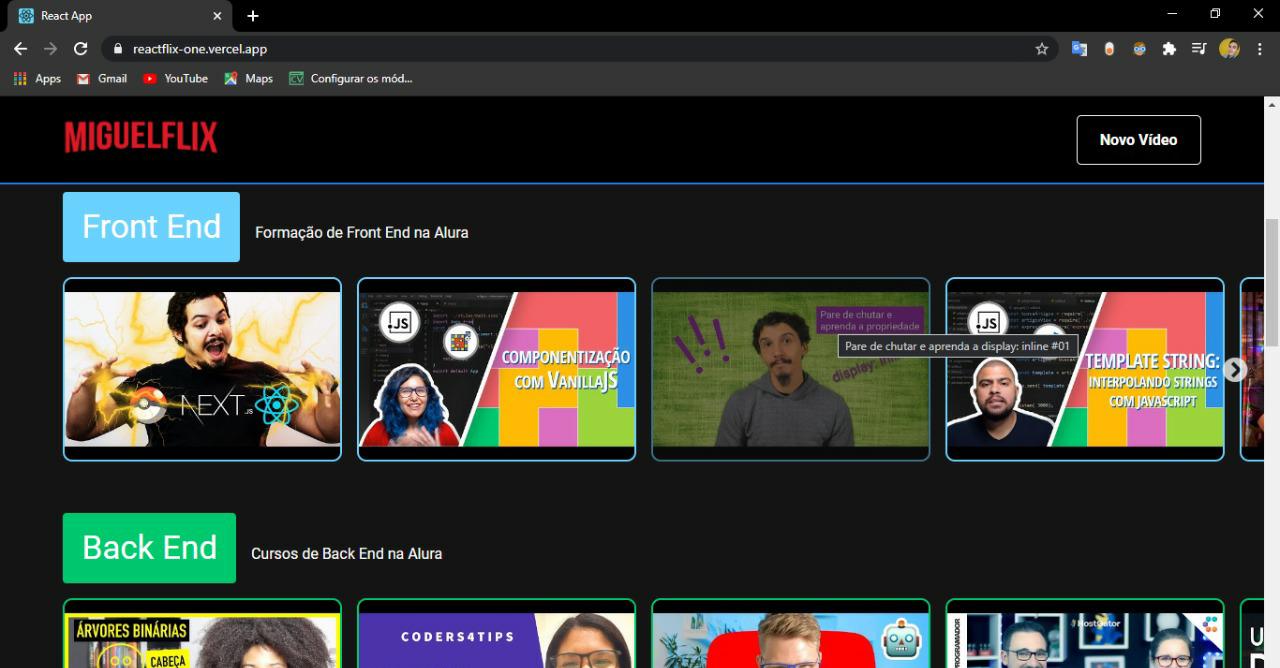 React App
reactflix-one.vercel.app
Apps
Gmail
YouTube
Maps
Configurar os mód...
MIGUELFLIX
Novo Vídeo
Front End
Formação de Front End na Alura
NEXT.JS
JS
COMPONENTIZAÇÃO
COM VANILLAJS
Pare de chutar e
aprenda a propriedade
Pare de chutar e aprenda a display: inline #01
JS
TEMPLATE STRING:
INTERPOLANDO STRINGS
COM JAVASCRIPT
Back End
Cursos de Back End na Alura
ÁRVORES BINÁRIAS
CABEÇA
CODERS4TIPS
PROGRAMADOR
HostGator